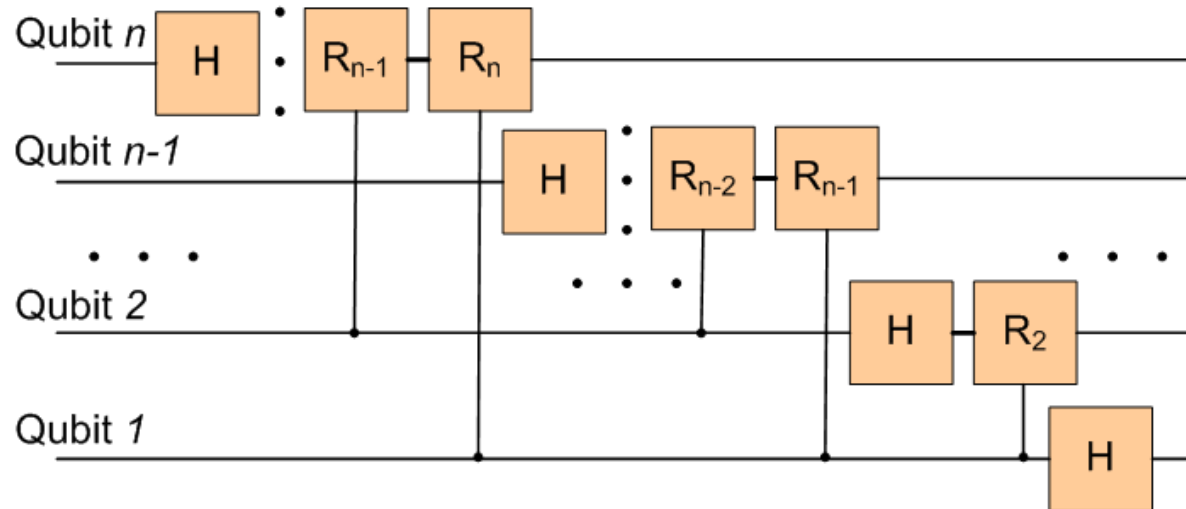 Qubit n
H R_{n-1} R_n
Qubit n-1
H R_{n-2} R_{n-1}
Qubit 2
H R_2
Qubit 1
H